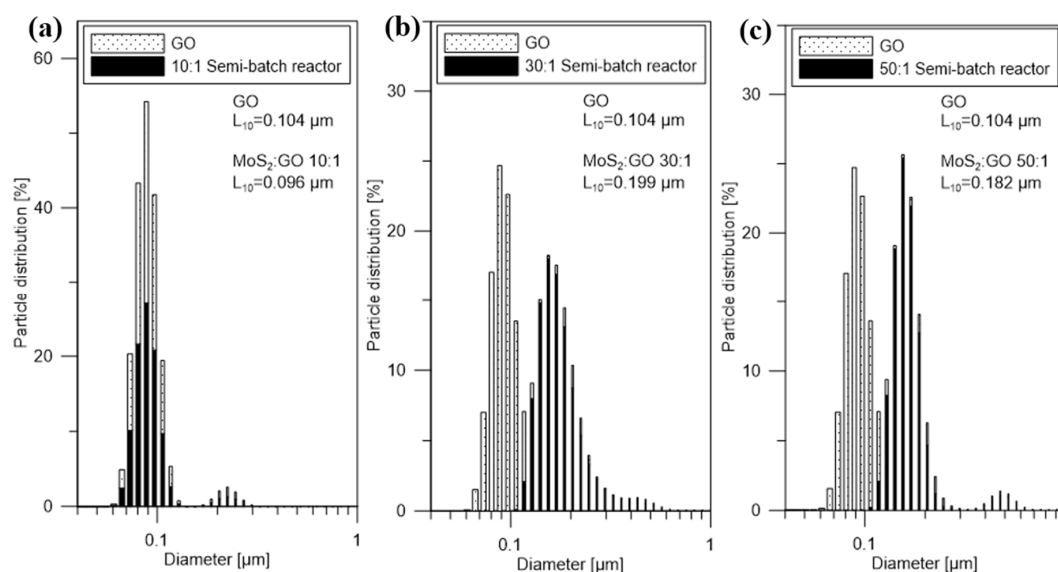 (a)
GO
10:1 Semi-batch reactor
GO
L₁₀=0.104 µm
MoS₂:GO 10:1
L₁₀=0.096 µm
Particle distribution [%]
60
40
20
0
0.1
1
Diameter [µm]
(b)
GO
30:1 Semi-batch reactor
GO
L₁₀=0.104 µm
MoS₂:GO 30:1
L₁₀=0.199 µm
Particle distribution [%]
30
20
10
0
0.1
1
Diameter [µm]
(c)
GO
50:1 Semi-batch reactor
GO
L₁₀=0.104 µm
MoS₂:GO 50:1
L₁₀=0.182 µm
Particle distribution [%]
30
20
10
0
0.1
Diameter [µm]